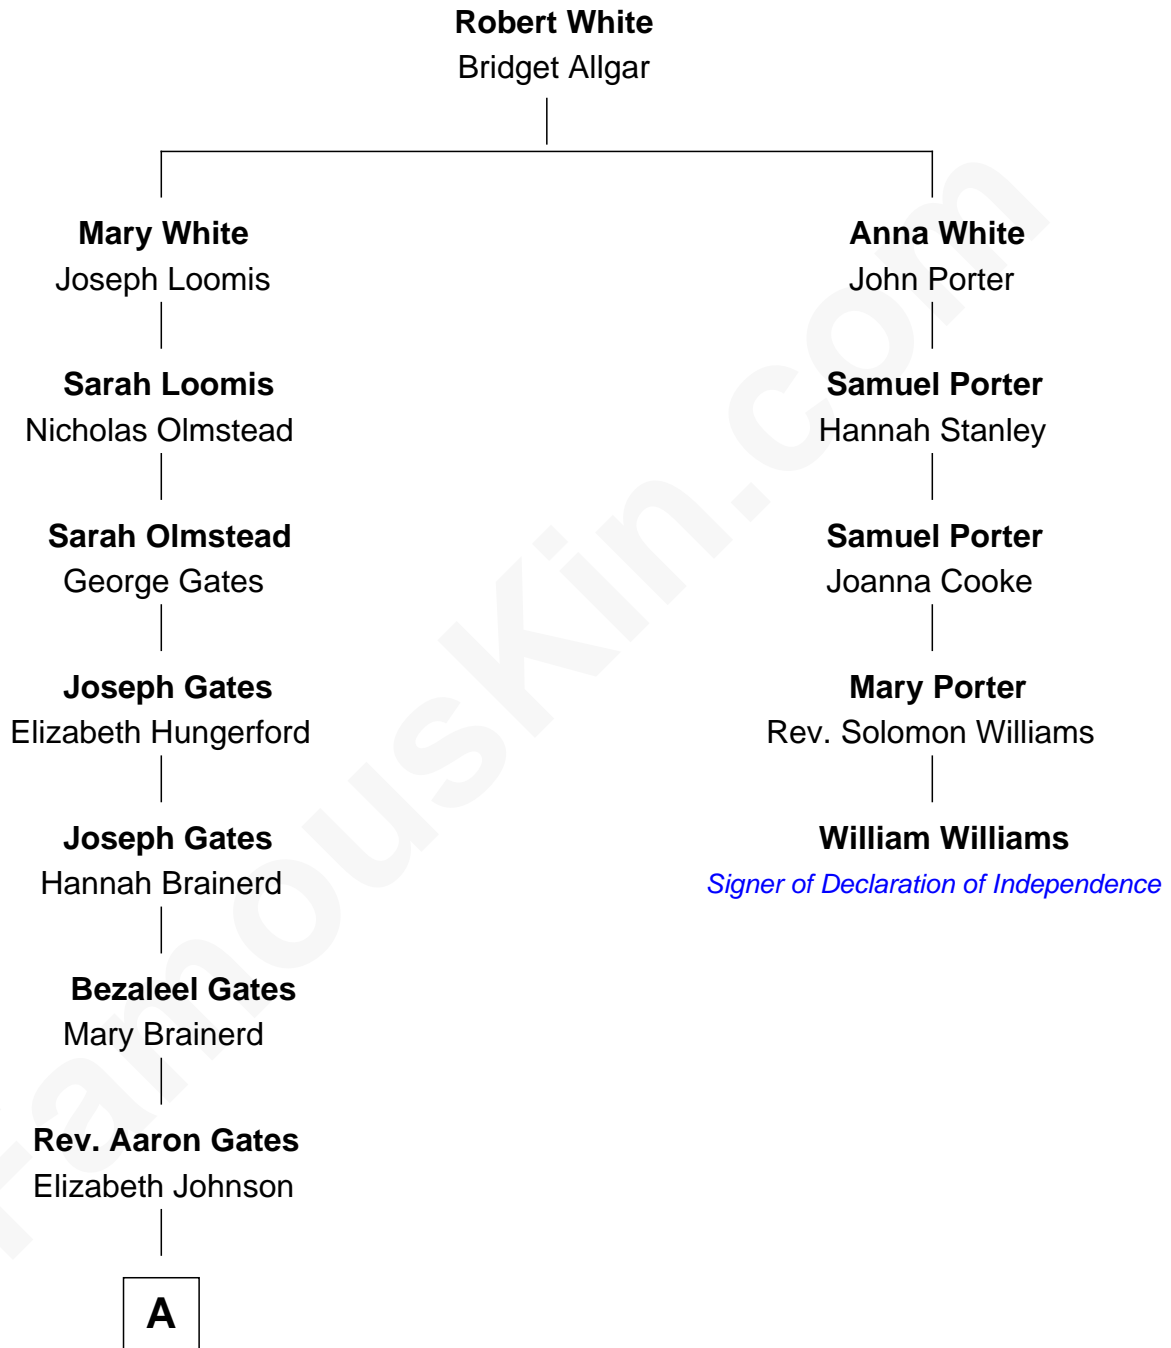 Robert White
Bridget Allgar
Mary White
Joseph Loomis
Sarah Loomis
Nicholas Olmstead
Sarah Olmstead
George Gates
Joseph Gates
Elizabeth Hungerford
Joseph Gates
Hannah Brainerd
Bezaleel Gates
Mary Brainerd
Rev. Aaron Gates
Elizabeth Johnson
A
Anna White
John Porter
Samuel Porter
Hannah Stanley
Samuel Porter
Joanna Cooke
Mary Porter
Rev. Solomon Williams
William Williams
Signer of Declaration of Independence
FamousKin.com